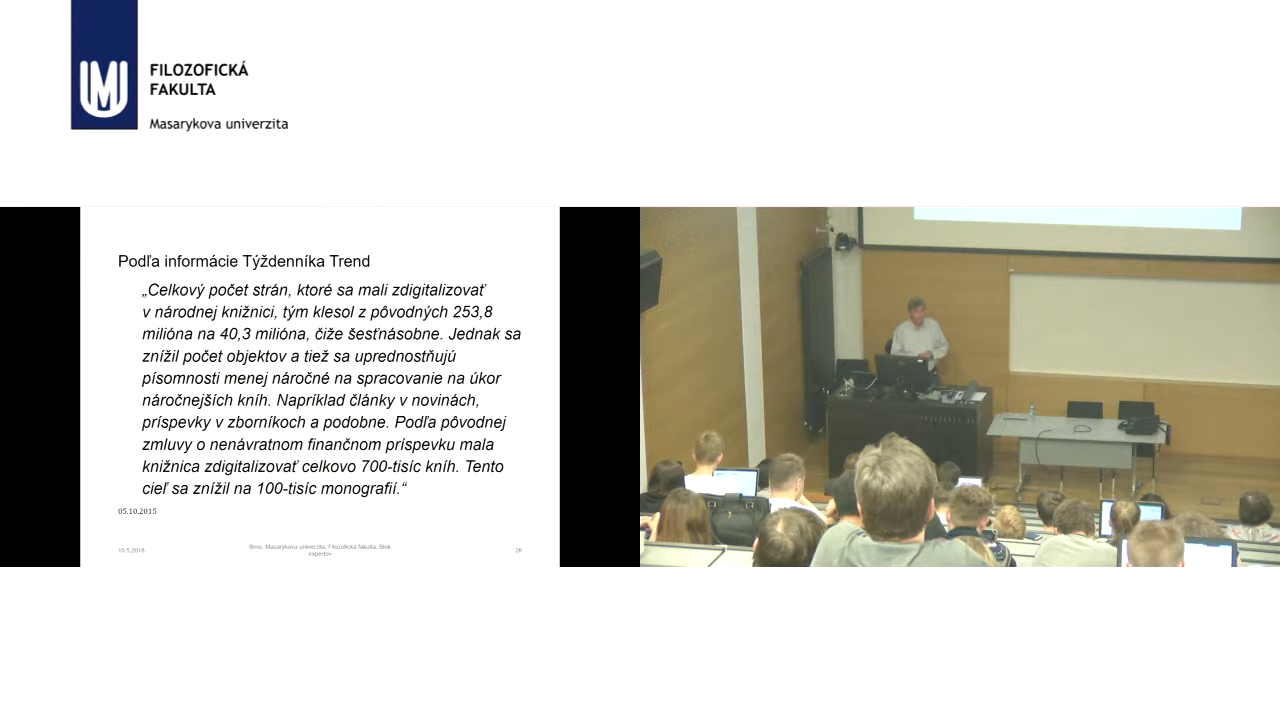 FILOZOFICKÁ
FAKULTA
Masarykova univerzita
Podľa informácie Týždenníka Trend
„Celkový počet strán, ktoré sa mali zdigitalizovať
v národnej knižnici, tým klesol z pôvodných 253,8
milióna na 40,3 milióna, čiže šesťnásobne. Jednak sa
znížil počet objektov a tiež sa uprednostňujú
písomnosti menej náročné na spracovanie na úkor
náročnejších kníh. Napríklad články v novinách,
príspevky v zborníkoch a podobne. Podľa pôvodnej
zmluvy o nenávratnom finančnom príspevku mala
knižnica zdigitalizovať celkovo 700-tisíc kníh. Tento
cieľ sa znížil na 100-tisíc monografií.“
05.10.2015
10.5.2018
Brno, Masarykova univerzita, Filozofická fakulta, Blok
expertov
26